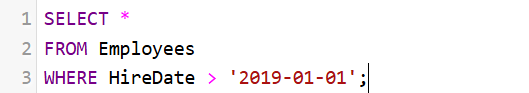 1 SELECT *
2 FROM Employees
3 WHERE HireDate > '2019-01-01';